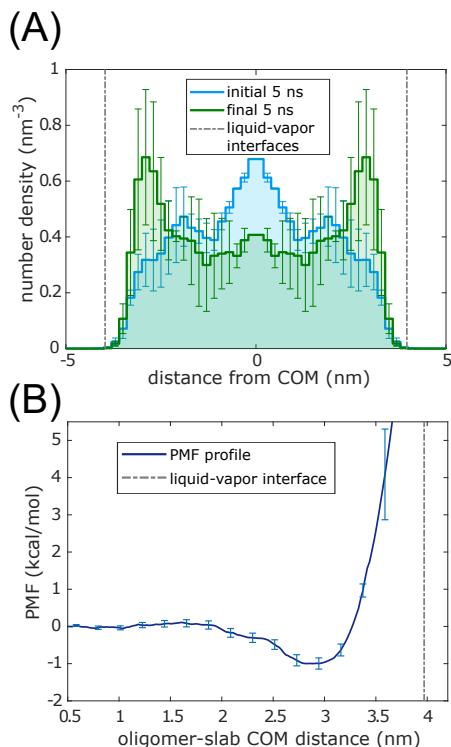 (A)
1
0.8
0.6
0.4
0.2
0
number density (nm-3)
initial 5 ns
final 5 ns
liquid-vapor
interfaces
-5
0
5
distance from COM (nm)
(B)
5
4
3
2
1
0
-1
PMF (kcal/mol)
PMF profile
liquid-vapor interface
0.5
1
1.5
2
2.5
3
3.5
4
oligomer-slab COM distance (nm)